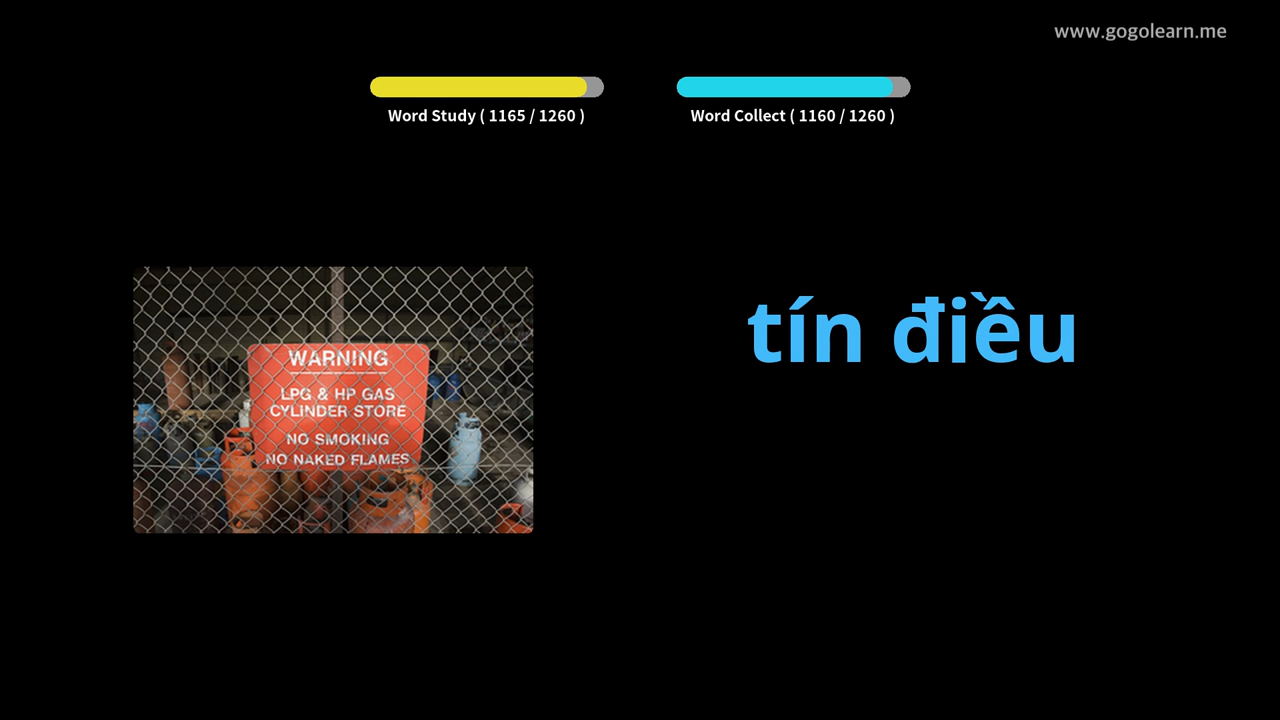 www.gogolearn.me
Word Study ( 1165 / 1260 )
Word Collect ( 1160 / 1260 )
WARNING
LPG & HP GAS
CYLINDER STORE
NO SMOKING
NO NAKED FLAMES
tín điều